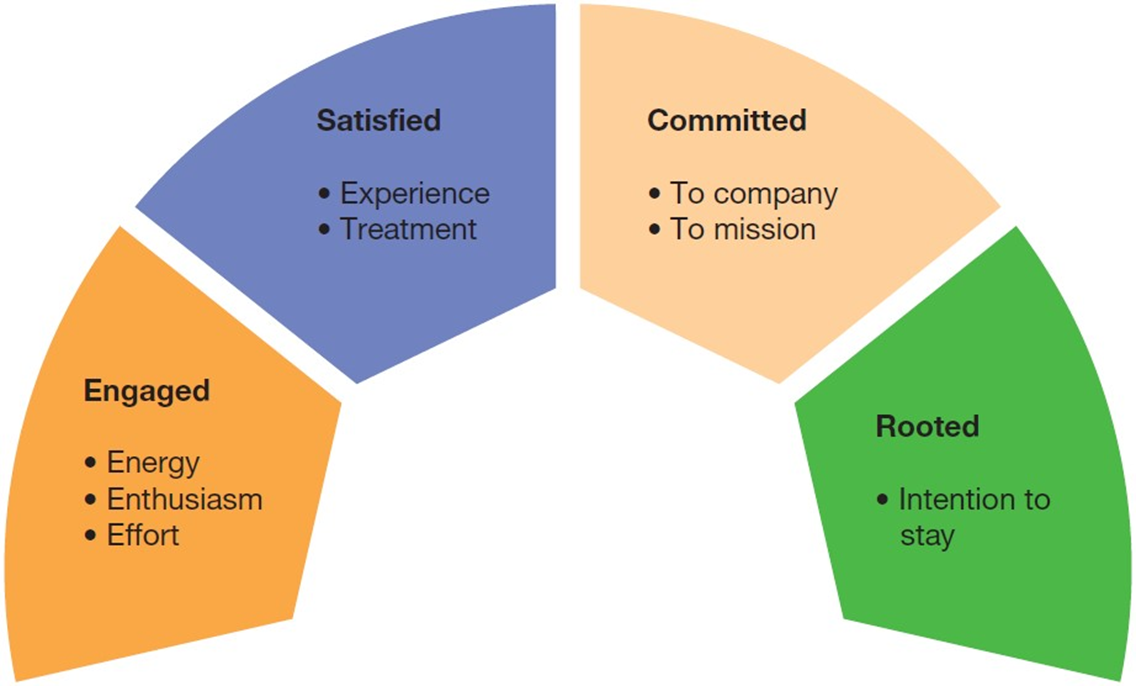 Satisfied
• Experience
• Treatment
Committed
• To company
• To mission
Engaged
• Energy
• Enthusiasm
• Effort
Rooted
• Intention to
stay